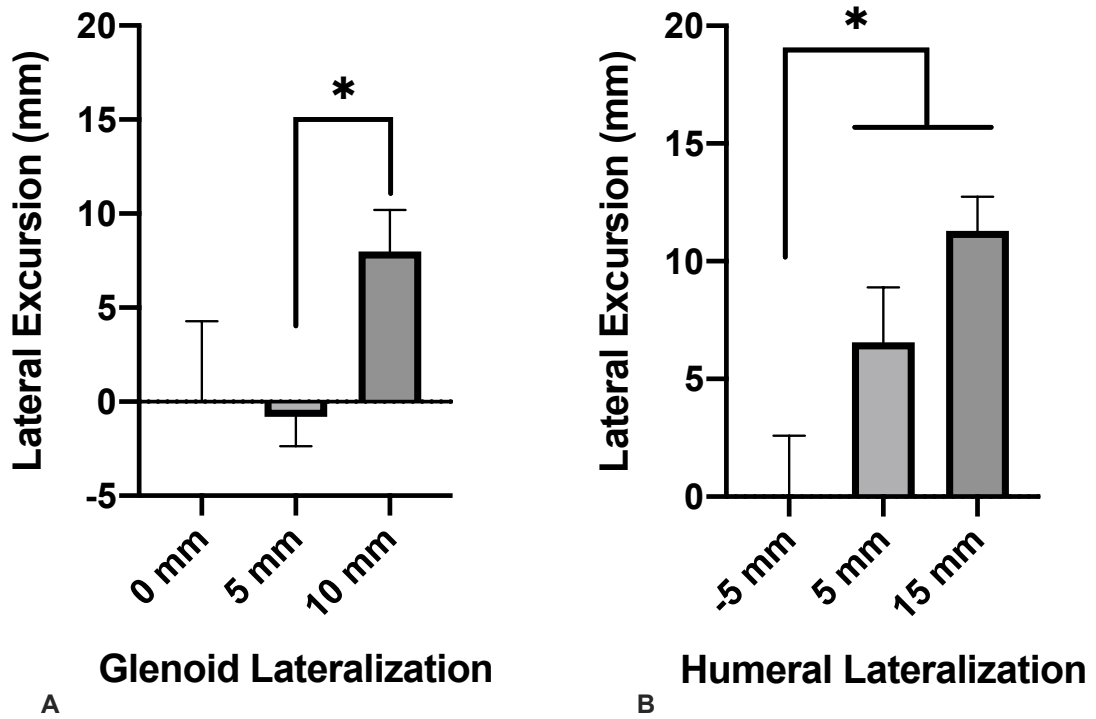 Lateral Excursion (mm)
20
15
10
5
0
-5
*
0 mm
5 mm
10 mm
Glenoid Lateralization
A
Lateral Excursion (mm)
20
15
10
5
0
*
-5 mm
5 mm
15 mm
Humeral Lateralization
B